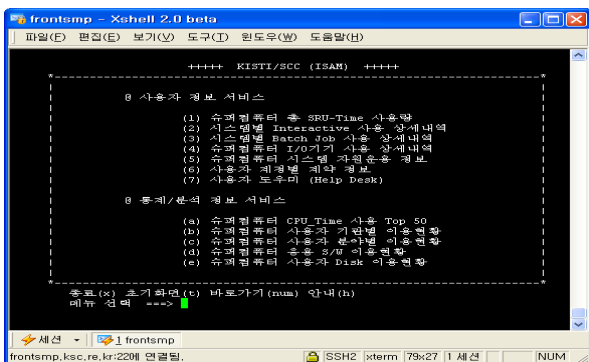 frontsmp - Xshell 2.0 beta
파일(F) 편집(E) 보기(V) 도구(T) 윈도우(W) 도움말(H)
+++++ KISTI/SCC (ISAM) +++++
@ 사용자 정보 서비스
(1) 슈퍼컴퓨터 총 SRU-Time 사용량
(2) 시스템별 Interactive 사용 상세내역
(3) 시스템별 Batch Job 사용 상세내역
(4) 슈퍼컴퓨터 I/O기기 사용 상세내역
(5) 슈퍼컴퓨터 시스템 자원운용 정보
(6) 사용자 계정별 계약 정보
(7) 사용자 도우미 (Help Desk)
@ 통계/분석 정보 서비스
(a) 슈퍼컴퓨터 CPU_Time 사용 Top 50
(b) 슈퍼컴퓨터 사용자 기관별 이용현황
(c) 슈퍼컴퓨터 사용자 분야별 이용현황
(d) 슈퍼컴퓨터 응용 S/W 이용현황
(e) 슈퍼컴퓨터 사용자 Disk 이용현황
종료(x) 초기화면(t) 바로가기(num) 안내(h)
메뉴 선택 ===>
세션 1 frontsmp
frontsmp,ksc,re,kr:22에 연결됨. SSH2 xterm 79x27 1 세션 NUM